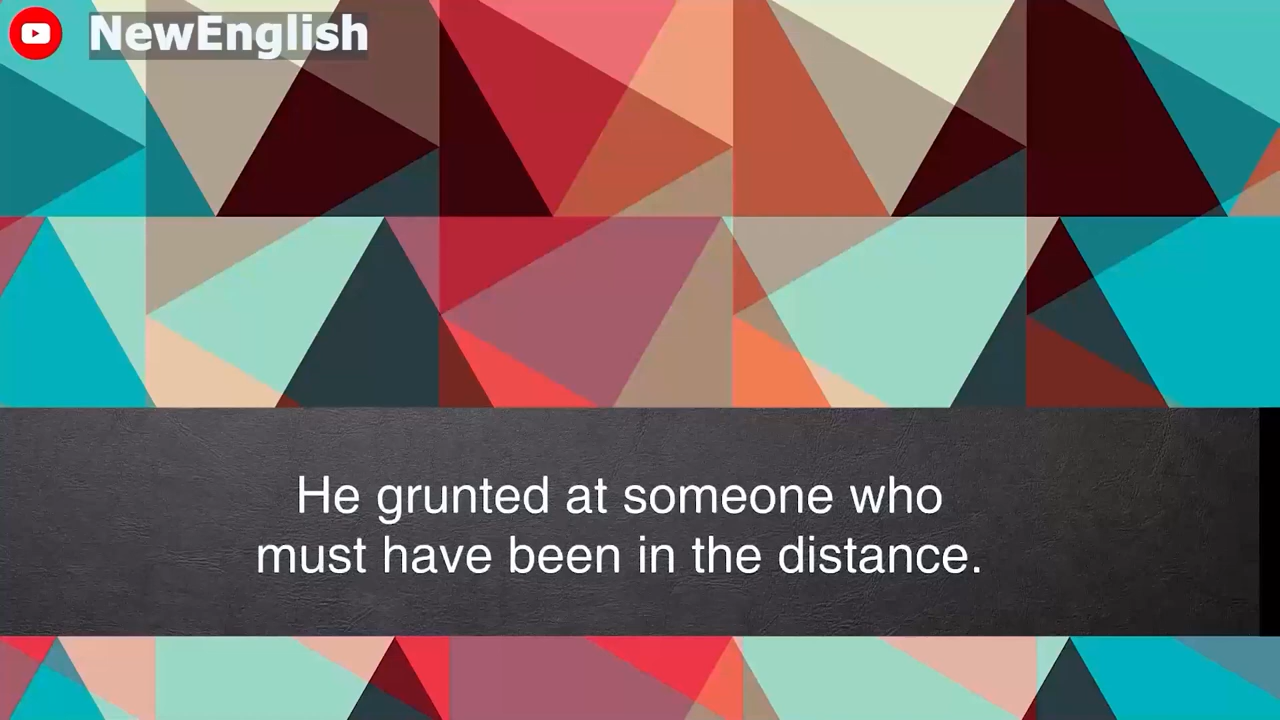 NewEnglish
He grunted at someone who
must have been in the distance.